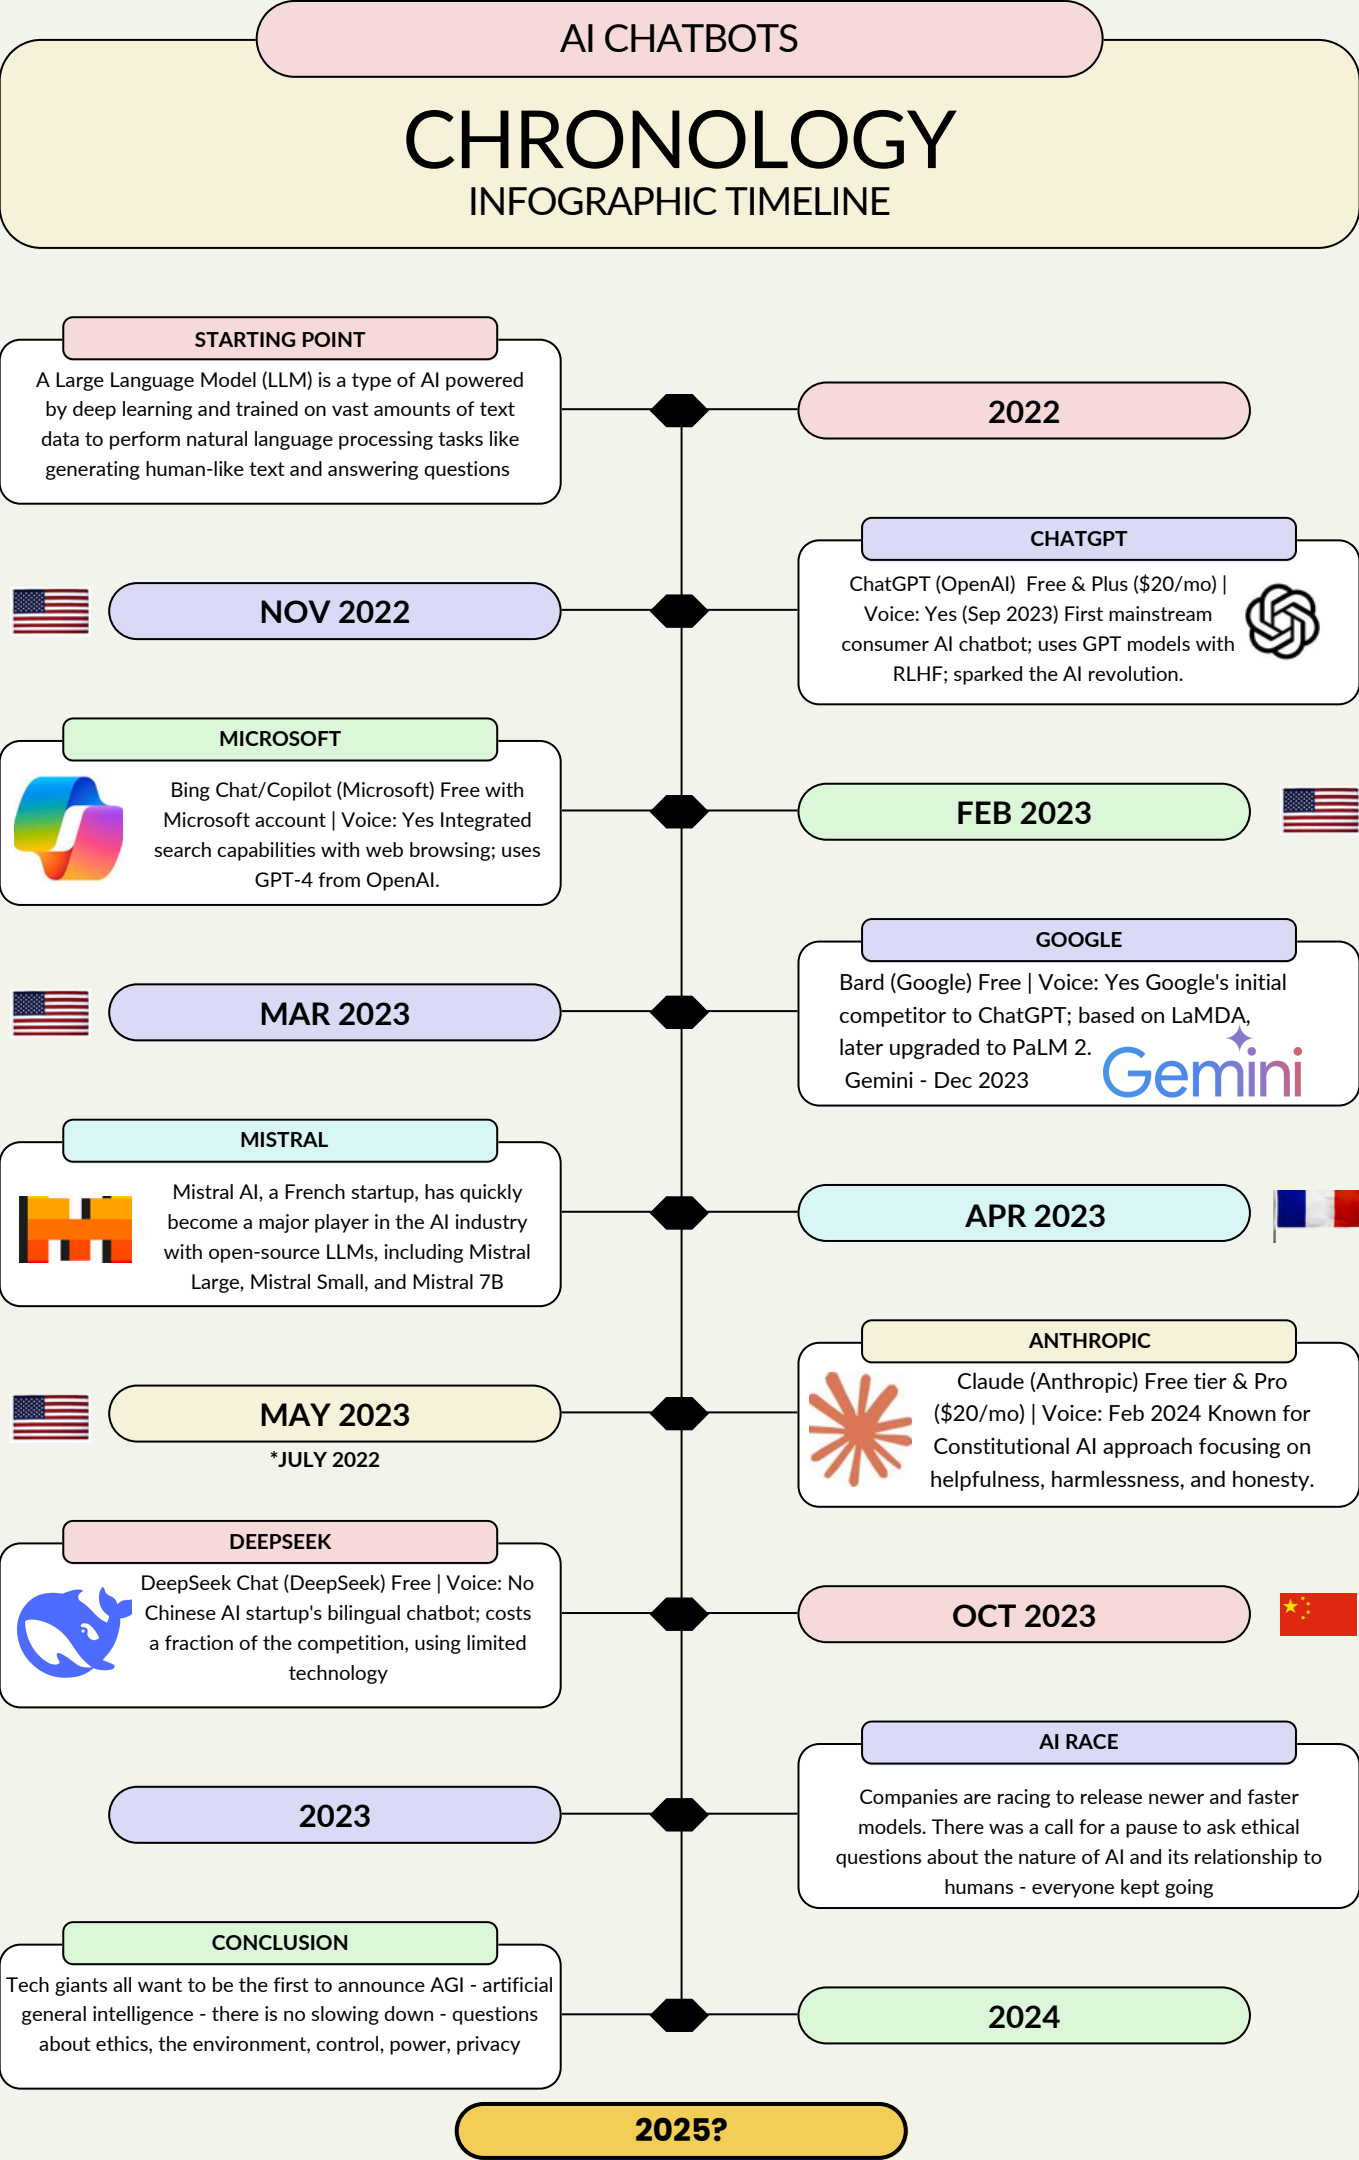 AI CHATBOTS
CHRONOLOGY
INFOGRAPHIC TIMELINE
STARTING POINT
A Large Language Model (LLM) is a type of AI powered
by deep learning and trained on vast amounts of text
data to perform natural language processing tasks like
generating human-like text and answering questions
2022
CHATGPT
ChatGPT (OpenAI)  Free & Plus ($20/mo) |
Voice: Yes (Sep 2023) First mainstream
consumer AI chatbot; uses GPT models with
RLHF; sparked the AI revolution.
NOV 2022
MICROSOFT
Bing Chat/Copilot (Microsoft) Free with
Microsoft account | Voice: Yes Integrated
search capabilities with web browsing; uses
GPT-4 from OpenAI.
FEB 2023
GOOGLE
Bard (Google) Free | Voice: Yes Google's initial
competitor to ChatGPT; based on LaMDA,
later upgraded to PaLM 2.
Gemini - Dec 2023
Gemini
MAR 2023
MISTRAL
Mistral AI, a French startup, has quickly
become a major player in the AI industry
with open-source LLMs, including Mistral
Large, Mistral Small, and Mistral 7B
APR 2023
ANTHROPIC
Claude (Anthropic) Free tier & Pro
($20/mo) | Voice: Feb 2024 Known for
Constitutional AI approach focusing on
helpfulness, harmlessness, and honesty.
MAY 2023
*JULY 2022
DEEPSEEK
DeepSeek Chat (DeepSeek) Free | Voice: No
Chinese AI startup's bilingual chatbot; costs
a fraction of the competition, using limited
technology
OCT 2023
AI RACE
Companies are racing to release newer and faster
models. There was a call for a pause to ask ethical
questions about the nature of AI and its relationship to
humans - everyone kept going
2023
CONCLUSION
Tech giants all want to be the first to announce AGI - artificial
general intelligence - there is no slowing down - questions
about ethics, the environment, control, power, privacy
2024
2025?